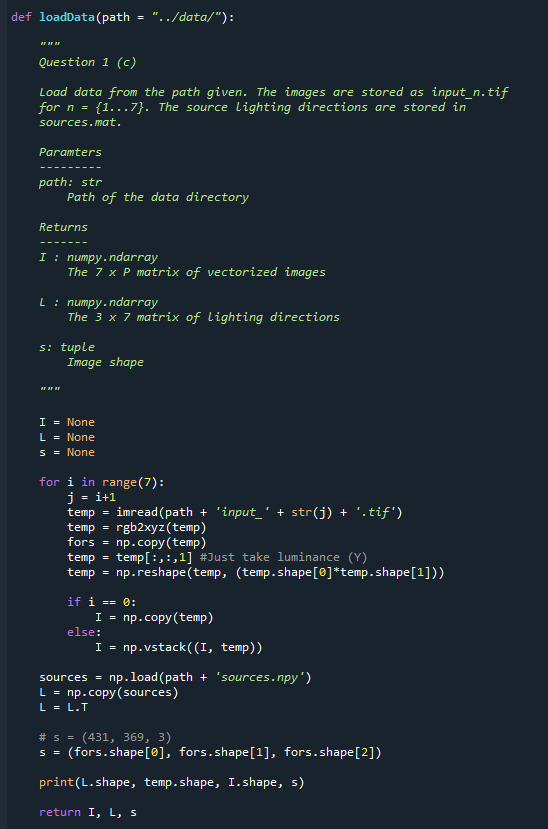 def loadData(path = "../data/"):
"""
Question 1 (c)
Load data from the path given. The images are stored as input_n.tif
for n = {1...7}. The source lighting directions are stored in
sources.mat.
Paramters
---------
path: str
Path of the data directory
Returns
-------
I : numpy.ndarray
The 7 x P matrix of vectorized images
L : numpy.ndarray
The 3 x 7 matrix of lighting directions
s: tuple
Image shape
"""
I = None
L = None
s = None
for i in range(7):
j = i+1
temp = imread(path + 'input_' + str(j) + '.tif')
temp = rgb2xyz(temp)
fors = np.copy(temp)
temp = temp[:,:,1] #Just take luminance (Y)
temp = np.reshape(temp, (temp.shape[0]*temp.shape[1]))
if i == 0:
I = np.copy(temp)
else:
I = np.vstack((I, temp))
sources = np.load(path + 'sources.npy')
L = np.copy(sources)
L = L.T
# s = (431, 369, 3)
s = (fors.shape[0], fors.shape[1], fors.shape[2])
print(L.shape, temp.shape, I.shape, s)
return I, L, s